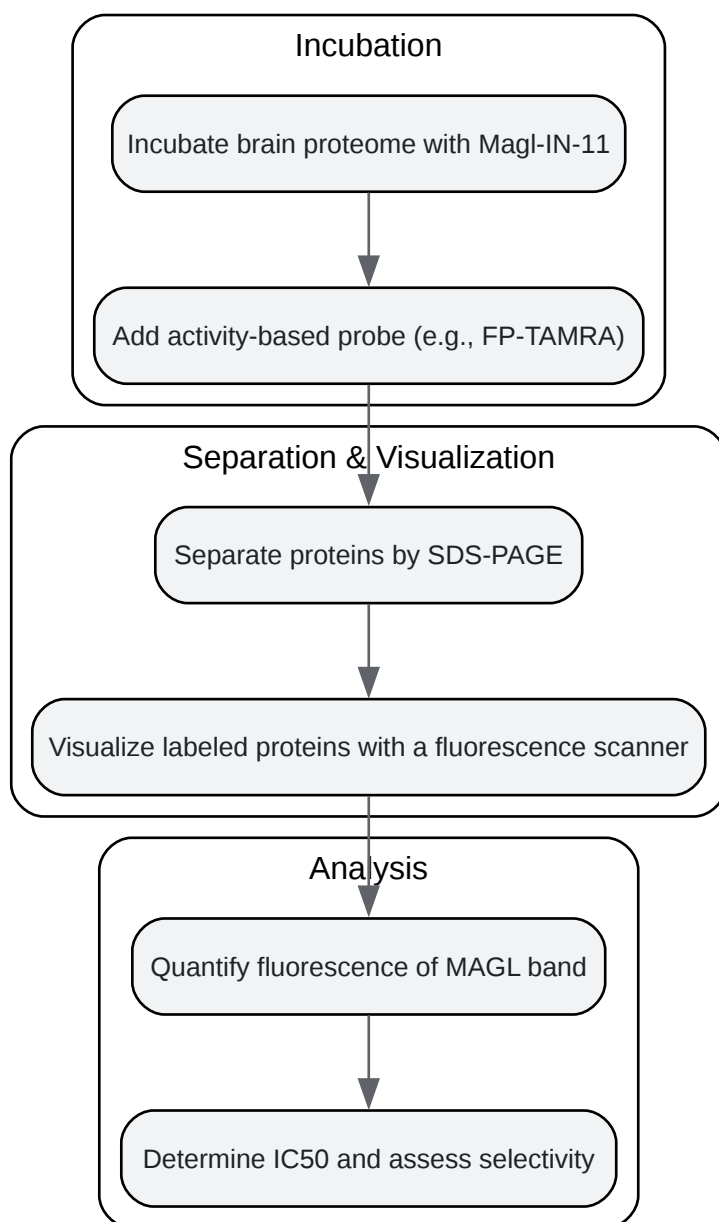 Incubation
Incubate brain proteome with Magl-IN-11
Add activity-based probe (e.g., FP-TAMRA)
Separation & Visualization
Separate proteins by SDS-PAGE
Visualize labeled proteins with a fluorescence scanner
Analysis
Quantify fluorescence of MAGL band
Determine IC50 and assess selectivity